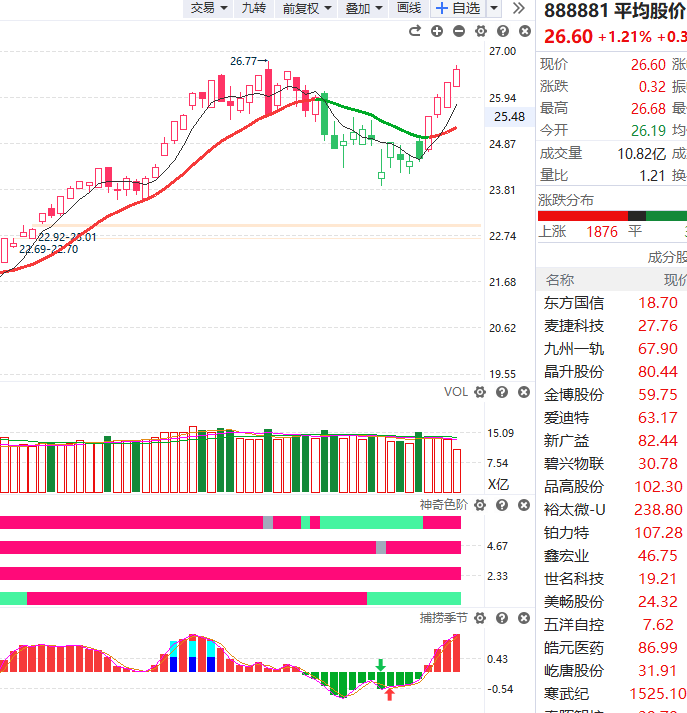 交易 九转 前复权 叠加 画线 + 自选
888881 平均股价
26.60 +1.21% +0.3
现价 26.60 涨
涨跌 0.32 振
最高 26.68 量
今开 26.19 均
成交量 10.82亿 成
量比 1.21 换
涨跌分布
上涨 1876 平
成分股
名称 现价
东方国信 18.70
麦捷科技 27.76
九州一轨 67.90
晶升股份 80.44
金博股份 59.75
爱迪特 63.17
新广益 82.44
碧兴物联 30.78
品高股份 102.30
裕太微-U 238.80
铂力特 107.28
鑫宏业 46.75
世名科技 19.21
美畅股份 24.32
五洋自控 7.62
皓元医药 86.99
屹唐股份 31.91
寒武纪 1525.10
27.00
26.77
25.94
25.48
24.87
23.81
22.92-23.01
22.74
22.69-22.70
21.68
20.62
19.55
VOL
15.09
7.54
X亿
神奇色阶
4.67
2.33
捕捞季节
0.43
-0.54